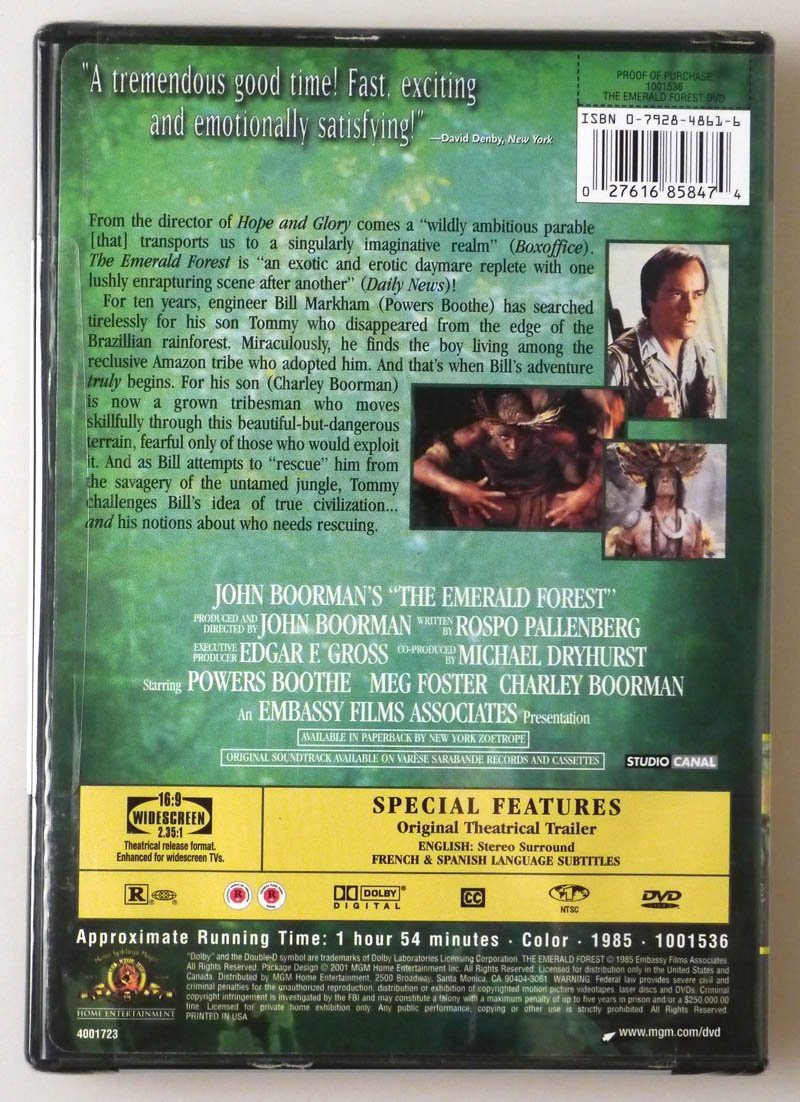 "A tremendous good time! Fast, exciting
and emotionally satisfying!"
—David Denby, New York
PROOF OF PURCHASE
1001536
THE EMERALD FOREST DVD
ISBN 0-7928-4861-6
0 27616 85847 4
From the director of Hope and Glory comes a "wildly ambitious parable
[that] transports us to a singularly imaginative realm" (Boxoffice).
The Emerald Forest is "an exotic and erotic daymare replete with one
lushly enrapturing scene after another" (Daily News)!
For ten years, engineer Bill Markham (Powers Boothe) has searched
tirelessly for his son Tommy who disappeared from the edge of the
Brazillian rainforest. Miraculously, he finds the boy living among the
reclusive Amazon tribe who adopted him. And that's when Bill's adventure
truly begins. For his son (Charley Boorman)
is now a grown tribesman who moves
skillfully through this beautiful-but-dangerous
terrain, fearful only of those who would exploit
it. And as Bill attempts to "rescue" him from
the savagery of the untamed jungle, Tommy
challenges Bill's idea of true civilization...
and his notions about who needs rescuing.
JOHN BOORMAN'S "THE EMERALD FOREST"
PRODUCED AND DIRECTED BY JOHN BOORMAN WRITTEN BY ROSPO PALLENBERG
EXECUTIVE PRODUCER EDGAR F. GROSS CO-PRODUCED BY MICHAEL DRYHURST
Starring POWERS BOOTHE MEG FOSTER CHARLEY BOORMAN
An EMBASSY FILMS ASSOCIATES Presentation
AVAILABLE IN PAPERBACK BY NEW YORK ZOETROPE
ORIGINAL SOUNDTRACK AVAILABLE ON VARÈSE SARABANDE RECORDS AND CASSETTES
STUDIO CANAL
16:9
WIDESCREEN
2.35:1
Theatrical release format.
Enhanced for widescreen TVs.
SPECIAL FEATURES
Original Theatrical Trailer
ENGLISH: Stereo Surround
FRENCH & SPANISH LANGUAGE SUBTITLES
R
R
R
DOLBY
DIGITAL
CC
NTSC
DVD
Approximate Running Time: 1 hour 54 minutes · Color · 1985 · 1001536
"Dolby" and the Double-D symbol are trademarks of Dolby Laboratories Licensing Corporation. THE EMERALD FOREST © 1985 Embassy Films Associates.
All Rights Reserved. Package Design © 2001 MGM Home Entertainment Inc. All Rights Reserved. Licensed for distribution only in the United States and
Canada. Distributed by MGM Home Entertainment, 2500 Broadway, Santa Monica, CA 90404-3061. WARNING: Federal law provides severe civil and
criminal penalties for the unauthorized reproduction, distribution or exhibition of copyrighted motion picture videotapes, laser discs and DVDs. Criminal
copyright infringement is investigated by the FBI and may constitute a felony with a maximum penalty of up to five years in prison and/or a $250,000.00
fine. Licensed for private home exhibition only. Any public performance, copying or other use is strictly prohibited. All Rights Reserved.
PRINTED IN USA
HOME ENTERTAINMENT
4001723
www.mgm.com/dvd